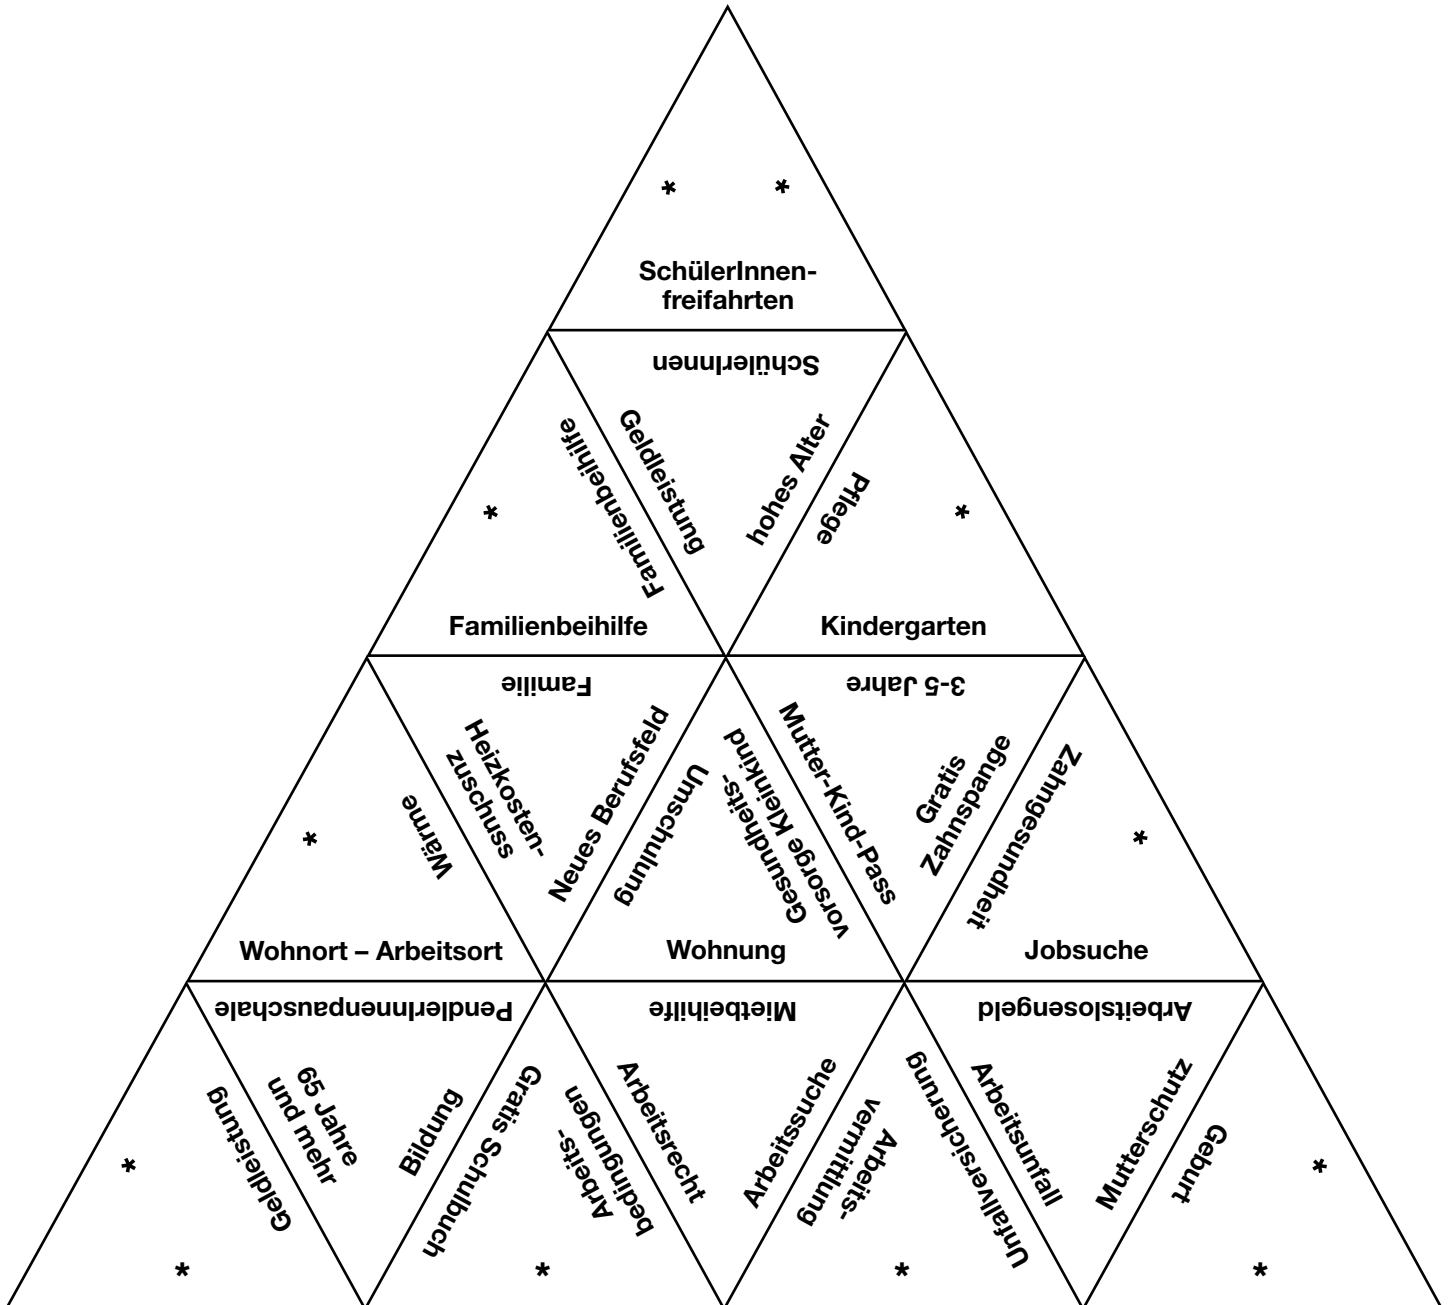 * *
SchülerInnen-
freifahrten
SchülerInnen
Geldleistung
hohes Alter
*
Familienbeihilfe
Familienbeihilfe
Pflege
*
Kindergarten
Familie
Heizkosten-
zuschuss
Neues Berufsfeld
3-5 Jahre
Mutter-Kind-Pass
Gratis
Zahnspange
*
Wärme
Wohnort – Arbeitsort
Umschulung
Gesundheits-
vorsorge Kleinkind
Wohnung
Zahngesundheit
*
Jobsuche
PendlerInnenpauschale
65 Jahre
und mehr
Bildung
Mietbeihilfe
Arbeitsrecht
Arbeitssuche
Arbeitslosengeld
Arbeitsunfall
Mutterschutz
*
Geldleistung
*
Gratis Schulbuch
Arbeits-
bedingungen
*
Arbeits-
vermittlung
Unfallversicherung
*
Geburt
*
*